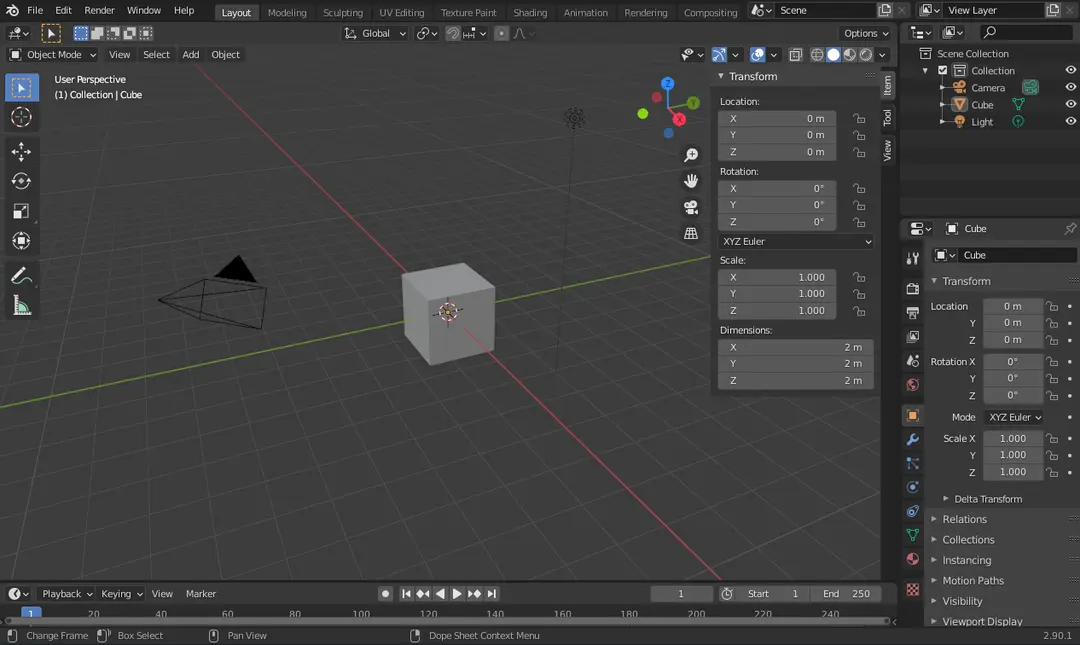 File Edit Render Window Help Layout Modeling Sculpting UV Editing Texture Paint Shading Animation Rendering Compositing Scene View Layer
Global Options
Object Mode View Select Add Object
User Perspective
(1) Collection | Cube
Z
Y
X
Transform
Location:
X 0 m
Y 0 m
Z 0 m
Rotation:
X 0°
Y 0°
Z 0°
XYZ Euler
Scale:
X 1.000
Y 1.000
Z 1.000
Dimensions:
X 2 m
Y 2 m
Z 2 m
Item
Tool
View
Scene Collection
Collection
Camera
Cube
Light
Cube
Cube
Transform
Location 0 m
Y 0 m
Z 0 m
Rotation X 0°
Y 0°
Z 0°
Mode XYZ Euler
Scale X 1.000
Y 1.000
Z 1.000
Delta Transform
Relations
Collections
Instancing
Motion Paths
Visibility
Viewport Display
Playback Keying View Marker 1 Start 1 End 250
1 20 40 60 80 100 120 140 160 180 200 220 240
Change Frame Box Select Pan View Dope Sheet Context Menu 2.90.1